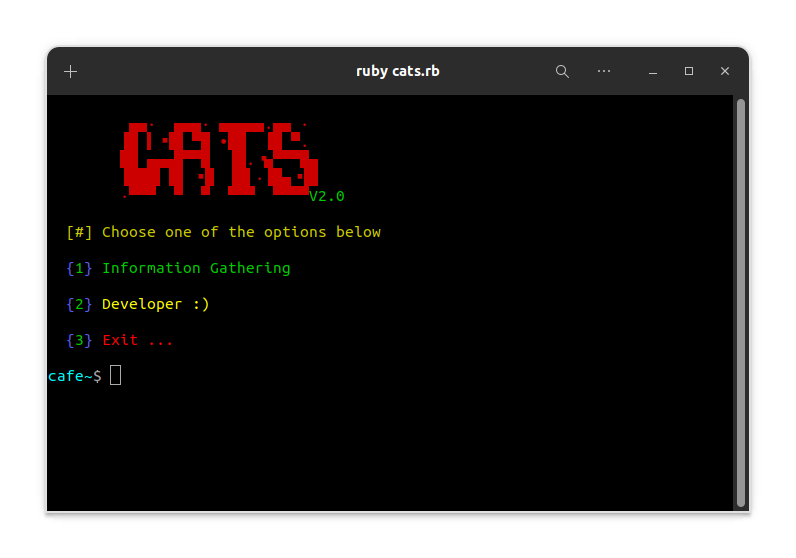 ruby cats.rb
CATS
V2.0
[#] Choose one of the options below
{1} Information Gathering
{2} Developer :)
{3} Exit ...
cafe~$